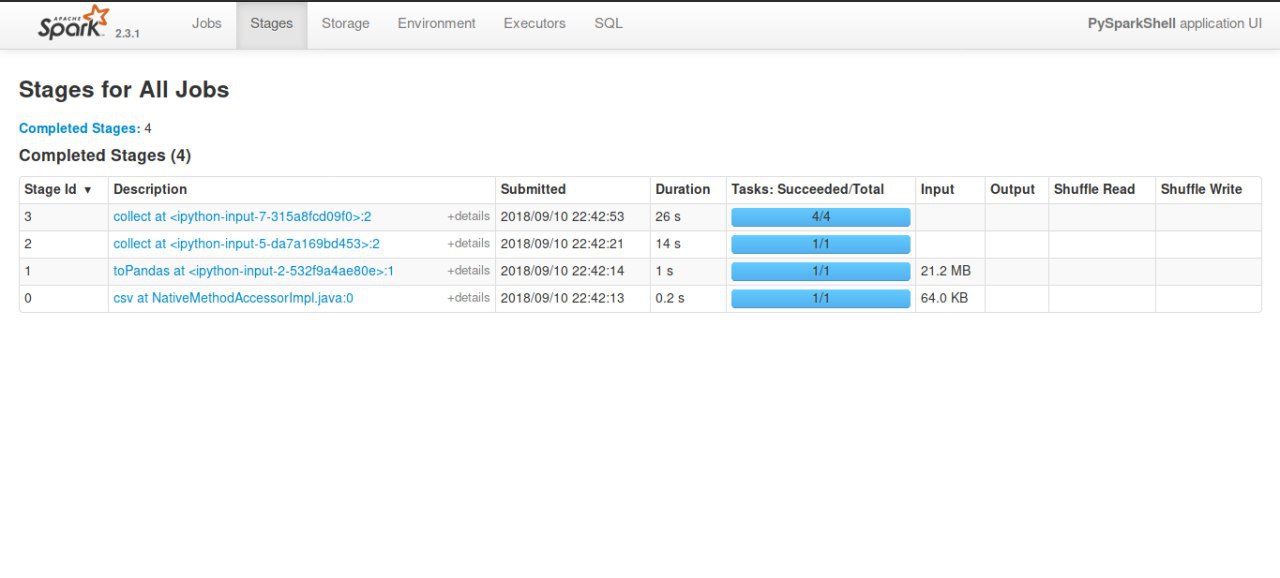 APACHE Spark 2.3.1 Jobs Stages Storage Environment Executors SQL PySparkShell application UI
Stages for All Jobs
Completed Stages: 4
Completed Stages (4)
Stage Id ▼ Description Submitted Duration Tasks: Succeeded/Total Input Output Shuffle Read Shuffle Write
3 collect at <ipython-input-7-315a8fcd09f0>:2 +details 2018/09/10 22:42:53 26 s 4/4
2 collect at <ipython-input-5-da7a169bd453>:2 +details 2018/09/10 22:42:21 14 s 1/1
1 toPandas at <ipython-input-2-532f9a4ae80e>:1 +details 2018/09/10 22:42:14 1 s 1/1 21.2 MB
0 csv at NativeMethodAccessorImpl.java:0 +details 2018/09/10 22:42:13 0.2 s 1/1 64.0 KB